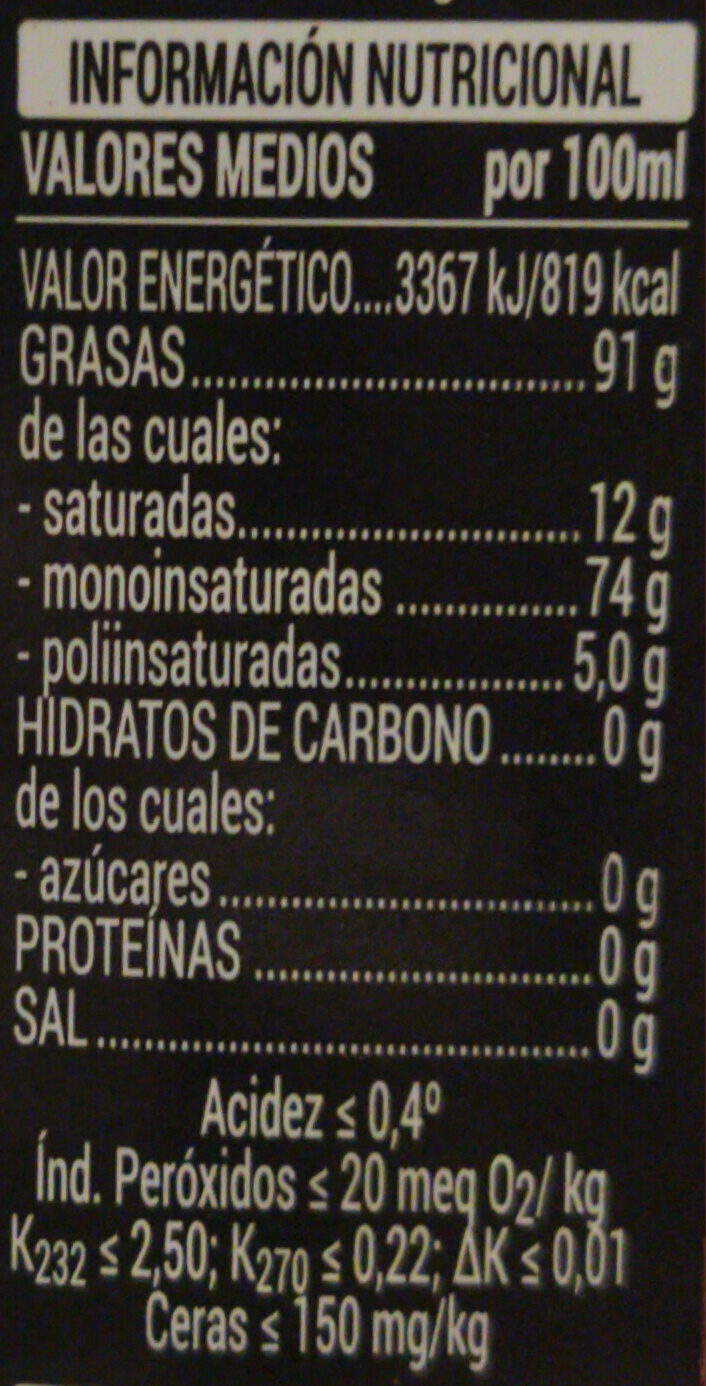 INFORMACIÓN NUTRICIONAL
VALORES MEDIOS por 100ml
VALOR ENERGÉTICO....3367 kJ/819 kcal
GRASAS................................91 g
de las cuales:
- saturadas............................12 g
- monoinsaturadas ...............74 g
- poliinsaturadas..................5,0 g
HIDRATOS DE CARBONO ........0 g
de los cuales:
- azúcares ..............................0 g
PROTEÍNAS ...........................0 g
SAL ........................................0 g
Acidez ≤ 0,4º
Índ. Peróxidos ≤ 20 meq O2/ kg
K232 ≤ 2,50; K270 ≤ 0,22; ΔK ≤ 0,01
Ceras ≤ 150 mg/kg